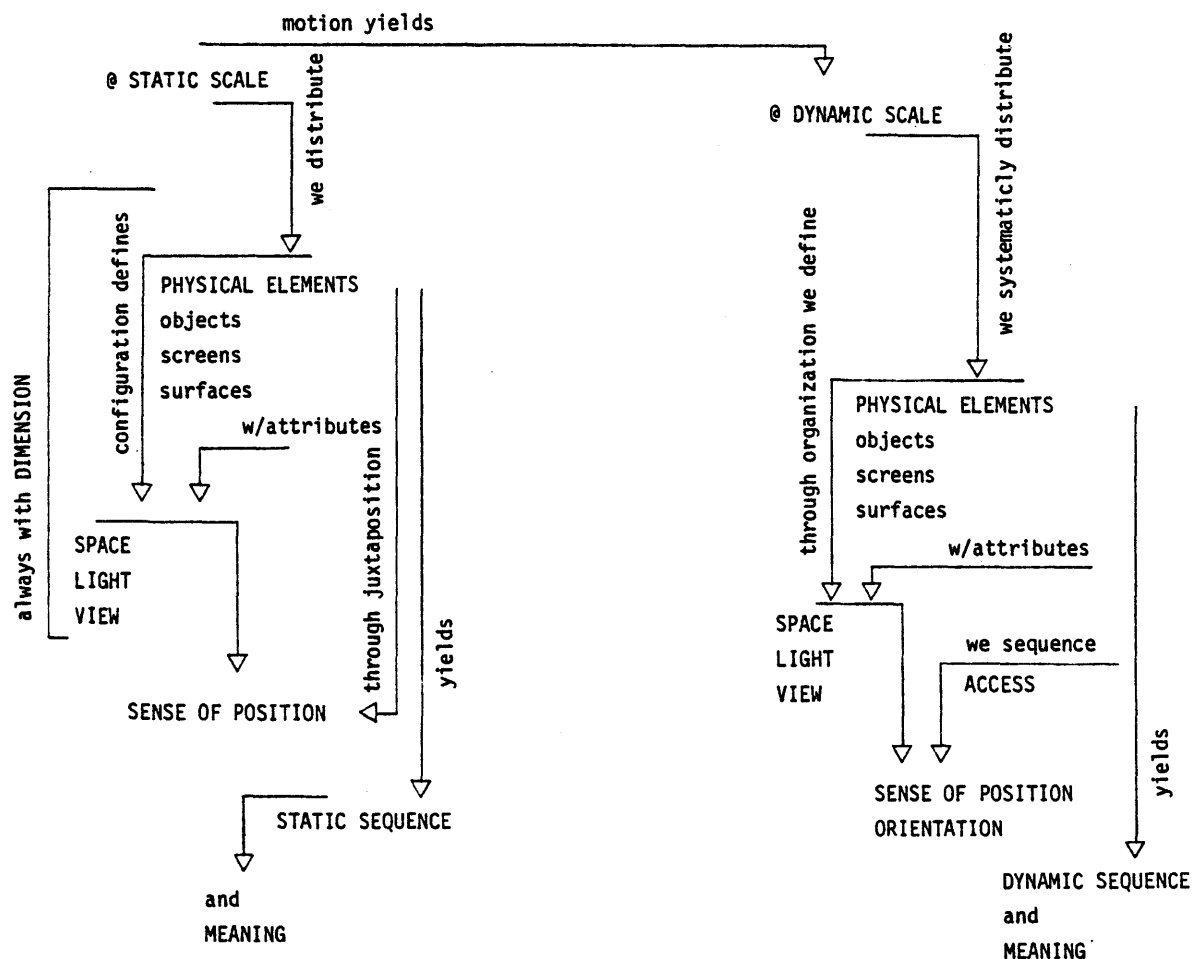 motion yields
@ STATIC SCALE
we distribute
always with DIMENSION
configuration defines
PHYSICAL ELEMENTS
objects
screens
surfaces
w/attributes
SPACE
LIGHT
VIEW
through juxtaposition
yields
SENSE OF POSITION
STATIC SEQUENCE
and
MEANING
@ DYNAMIC SCALE
we systematicly distribute
through organization we define
PHYSICAL ELEMENTS
objects
screens
surfaces
w/attributes
SPACE
LIGHT
VIEW
we sequence
ACCESS
yields
SENSE OF POSITION
ORIENTATION
DYNAMIC SEQUENCE
and
MEANING